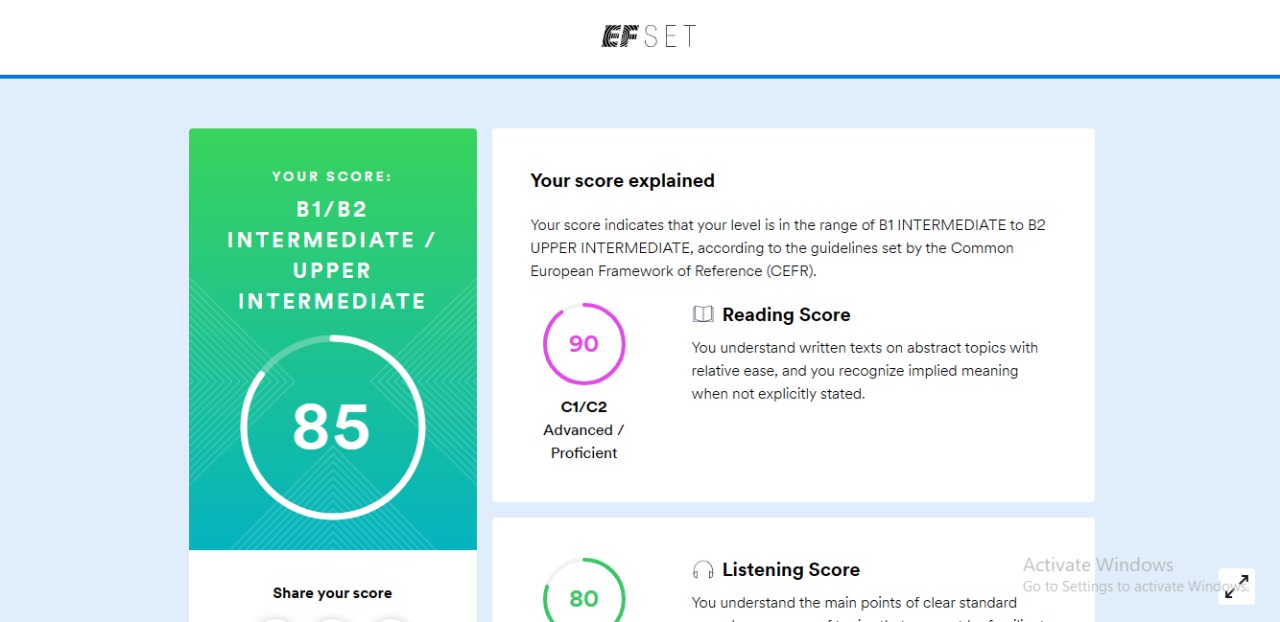 EF SET
YOUR SCORE:
B1/B2
INTERMEDIATE /
UPPER
INTERMEDIATE
85
Share your score
Your score explained
Your score indicates that your level is in the range of B1 INTERMEDIATE to B2
UPPER INTERMEDIATE, according to the guidelines set by the Common
European Framework of Reference (CEFR).
90
C1/C2
Advanced /
Proficient
Reading Score
You understand written texts on abstract topics with
relative ease, and you recognize implied meaning
when not explicitly stated.
80
Listening Score
You understand the main points of clear standard
Activate Windows
Go to Settings to activate Windows.